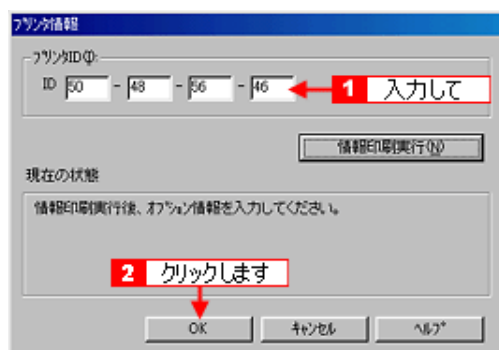 プリンタ情報
プリンタID(I):
ID 50 - 48 - 56 - 46
1 入力して
情報印刷実行(N)
現在の状態
情報印刷実行後、オプション情報を入力してください。
2 クリックします
OK キャンセル ヘルプ